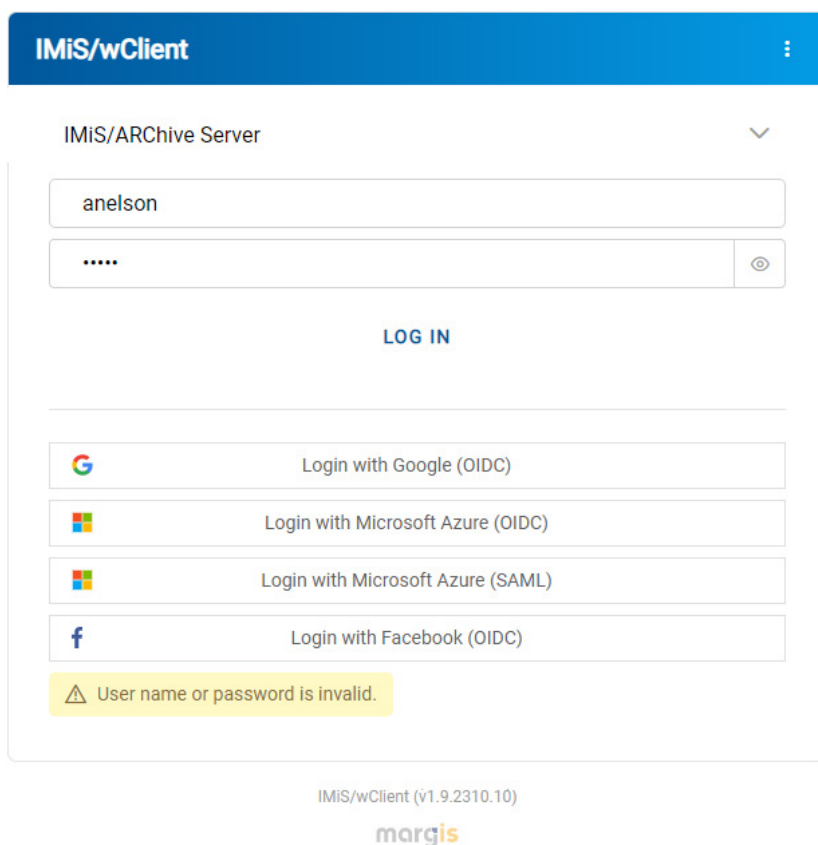 IMiS/wClient
IMiS/ARChive Server
anelson
•••••
LOG IN
Login with Google (OIDC)
Login with Microsoft Azure (OIDC)
Login with Microsoft Azure (SAML)
Login with Facebook (OIDC)
User name or password is invalid.
IMiS/wClient (v1.9.2310.10)
margis